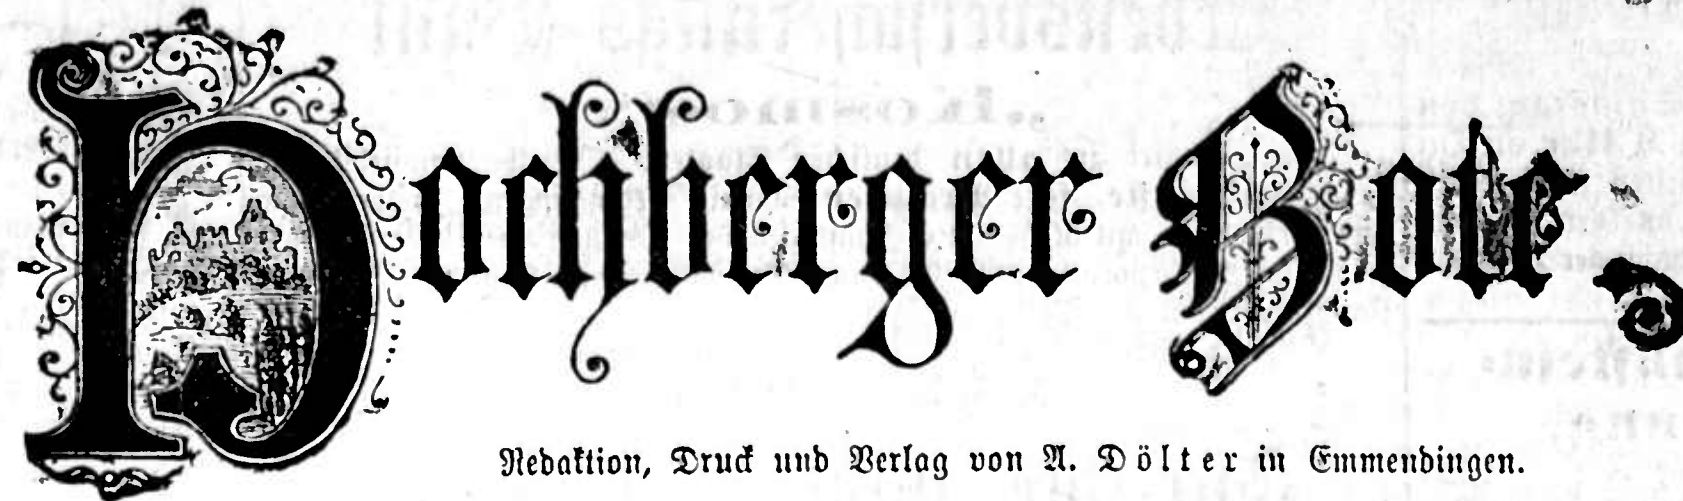 Hochberger Bote.
Redaktion, Druck und Verlag von A. Dölter in Emmendingen.